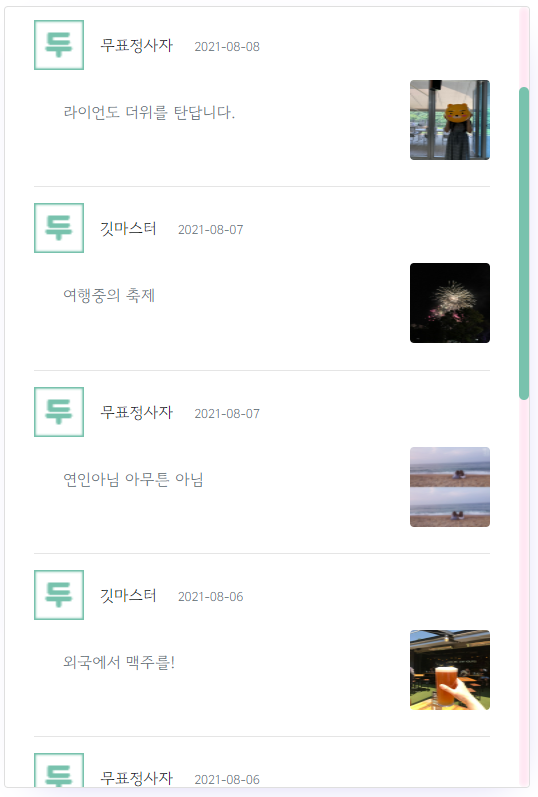 두 무표정사자 2021-08-08
라이언도 더위를 탄답니다.
두 깃마스터 2021-08-07
여행중의 축제
두 무표정사자 2021-08-07
연인아님 아무튼 아님
두 깃마스터 2021-08-06
외국에서 맥주를!
두 무표정사자 2021-08-06